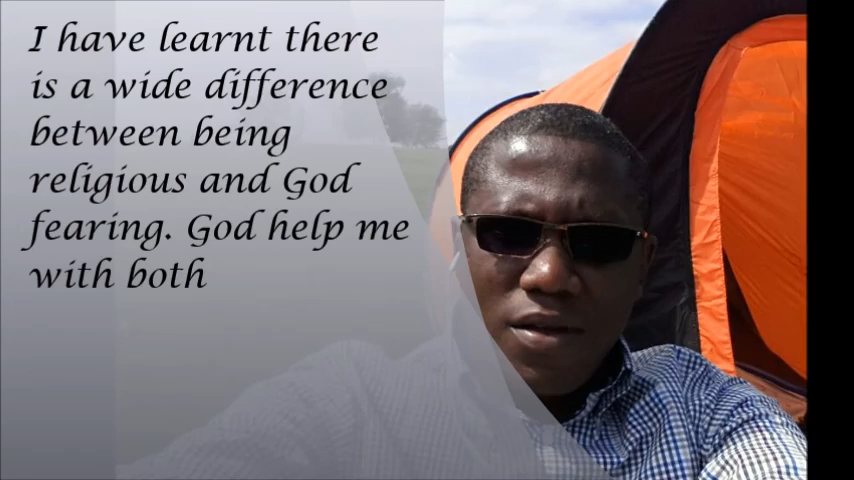 I have learnt there
is a wide difference
between being
religious and God
fearing. God help me
with both